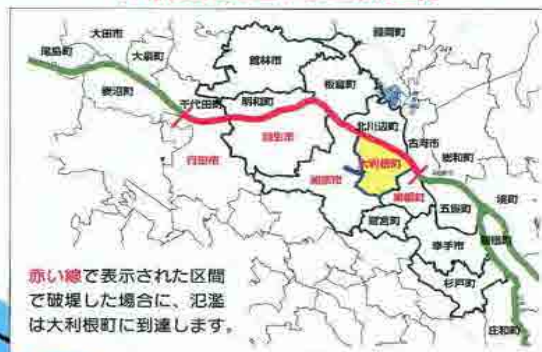 大田市
尾島町
大泉町
藤岡町
館林市
板倉町
千代田町
明和町
北川辺町
羽生市
古河市
行田市
大利根町
総和町
加須市
栗橋町
境町
五霞町
鷲宮町
幸手市
杉戸町
庄和町
赤い線で表示された区間
で破堤した場合に、氾濫
は大利根町に到達します。